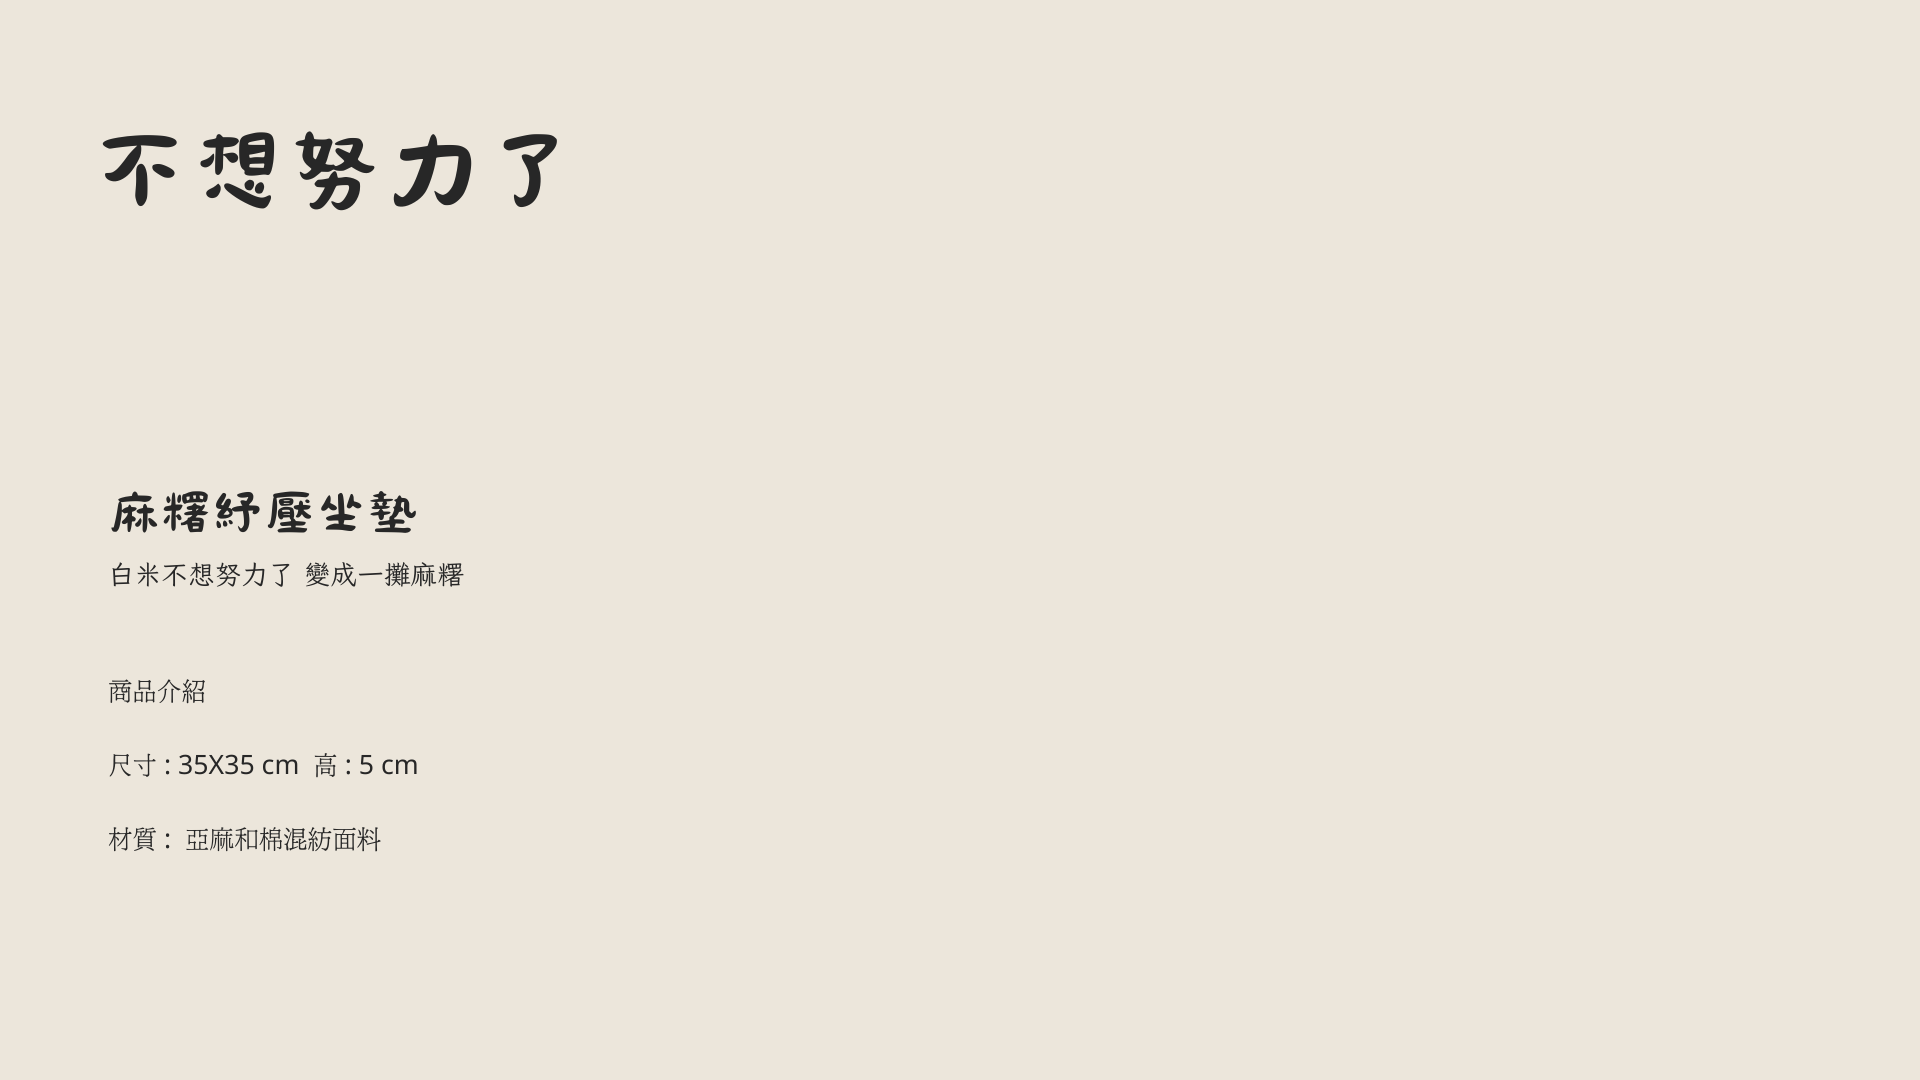 不想努力了
麻糬紓壓坐墊
白米不想努力了 變成一攤麻糬
商品介紹
尺寸 : 35X35 cm  高 : 5 cm
材質 :  亞麻和棉混紡面料